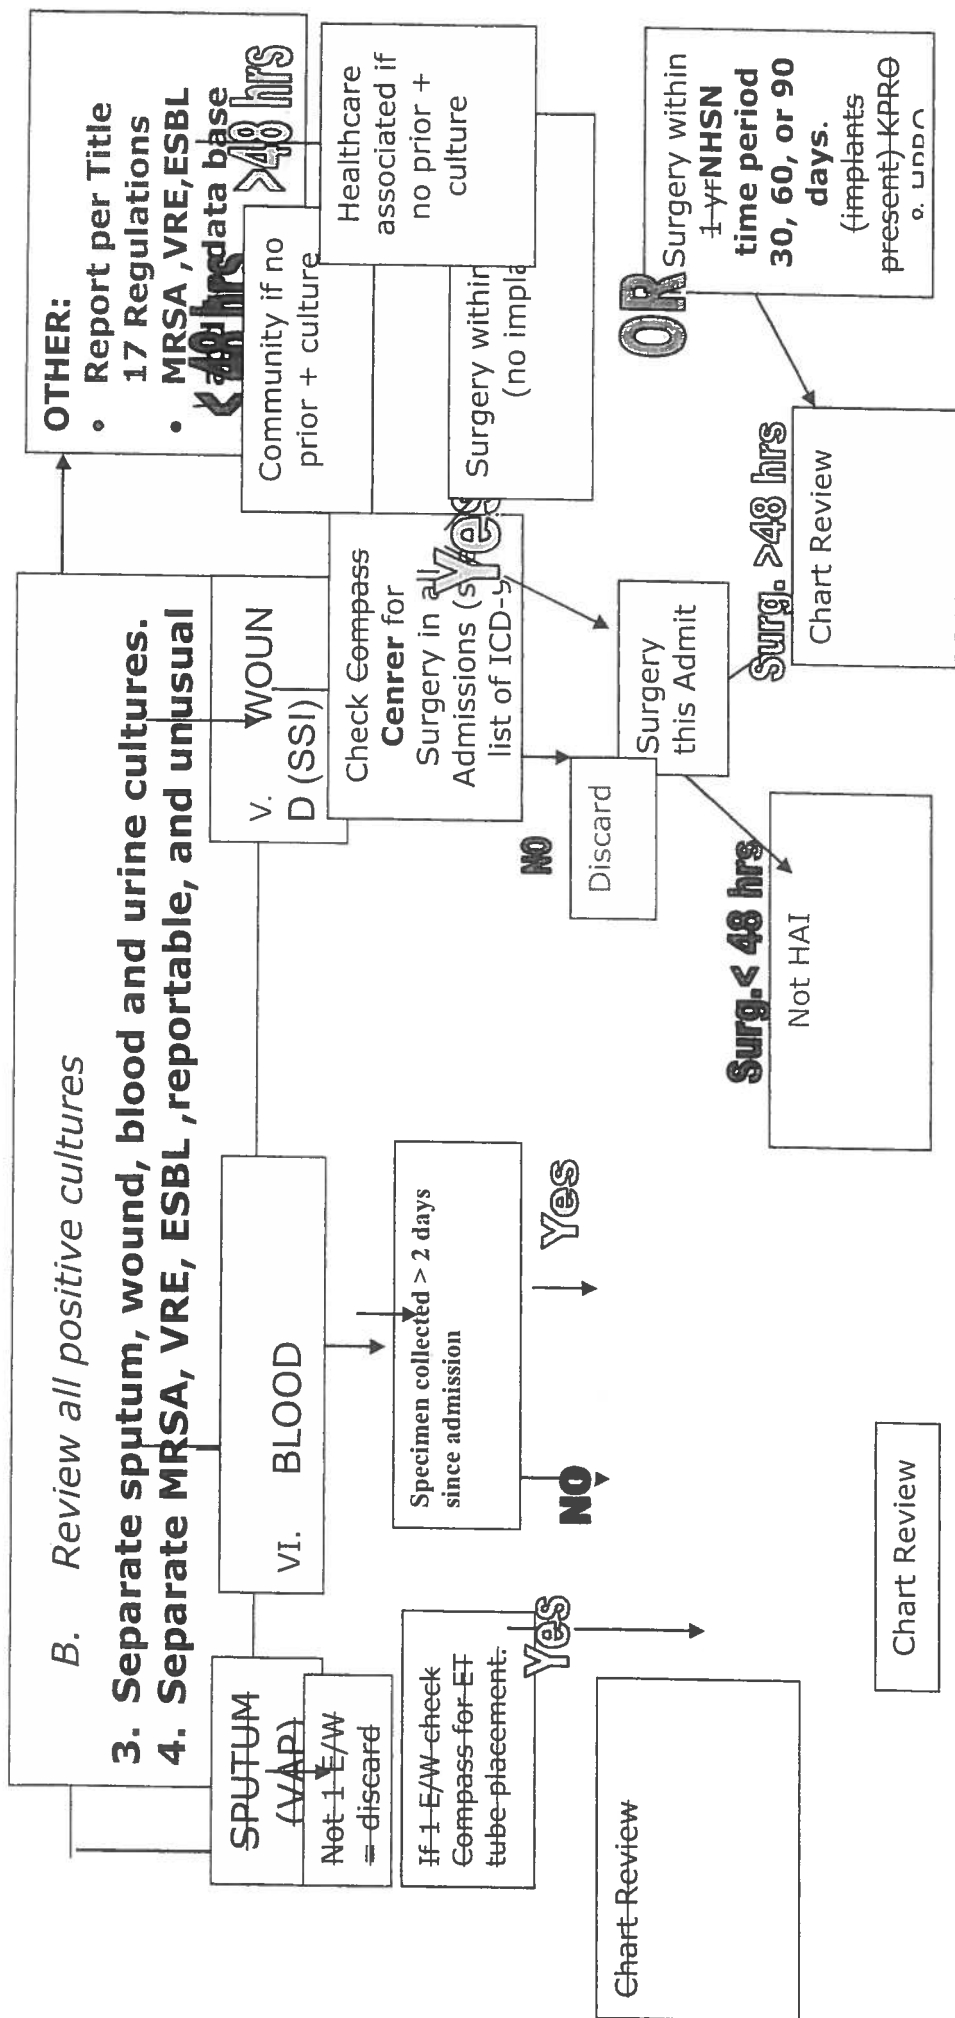 B. Review all positive cultures
3. Separate sputum, wound, blood and urine cultures.
4. Separate MRSA, VRE, ESBL ,reportable, and unusual
OTHER:
• Report per Title
17 Regulations
• MRSA,VRE,ESBL
data base
< 48 hrs
>48 hrs
Community if no
prior + culture
Healthcare
associated if
no prior +
culture
SPUTUM
(VAP)
Not 1 E/W
= discard
If 1 E/W check
Compass for ET
tube placement.
Yes
Chart Review
VI. BLOOD
Specimen collected > 2 days
since admission
NO
Yes
Chart Review
V. WOUN
D (SSI)
Check Compass
Cenrer for
Surgery in
Admissions
list of ICD-9
Yes
NO
Discard
Surgery within
(no impla
OR
Surgery within
1 yrNHSN
time period
30, 60, or 90
days.
(implants
present) KPRO
Surgery
this Admit
Surg.< 48 hrs
Not HAI
Surg. >48 hrs
Chart Review